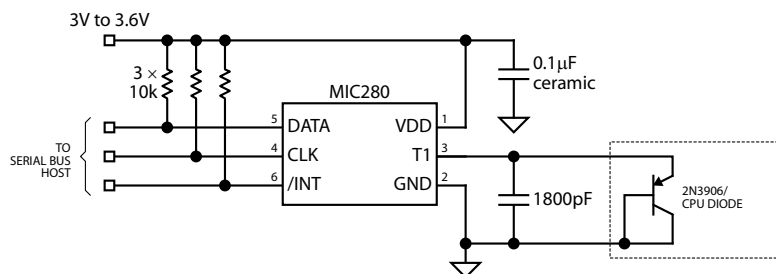 3V to 3.6V
0.1µF
ceramic
3 ×
10k
MIC280
TO
SERIAL BUS
HOST
5 DATA VDD 1
4 CLK T1 3
6 /INT GND 2
1800pF
2N3906/
CPU DIODE